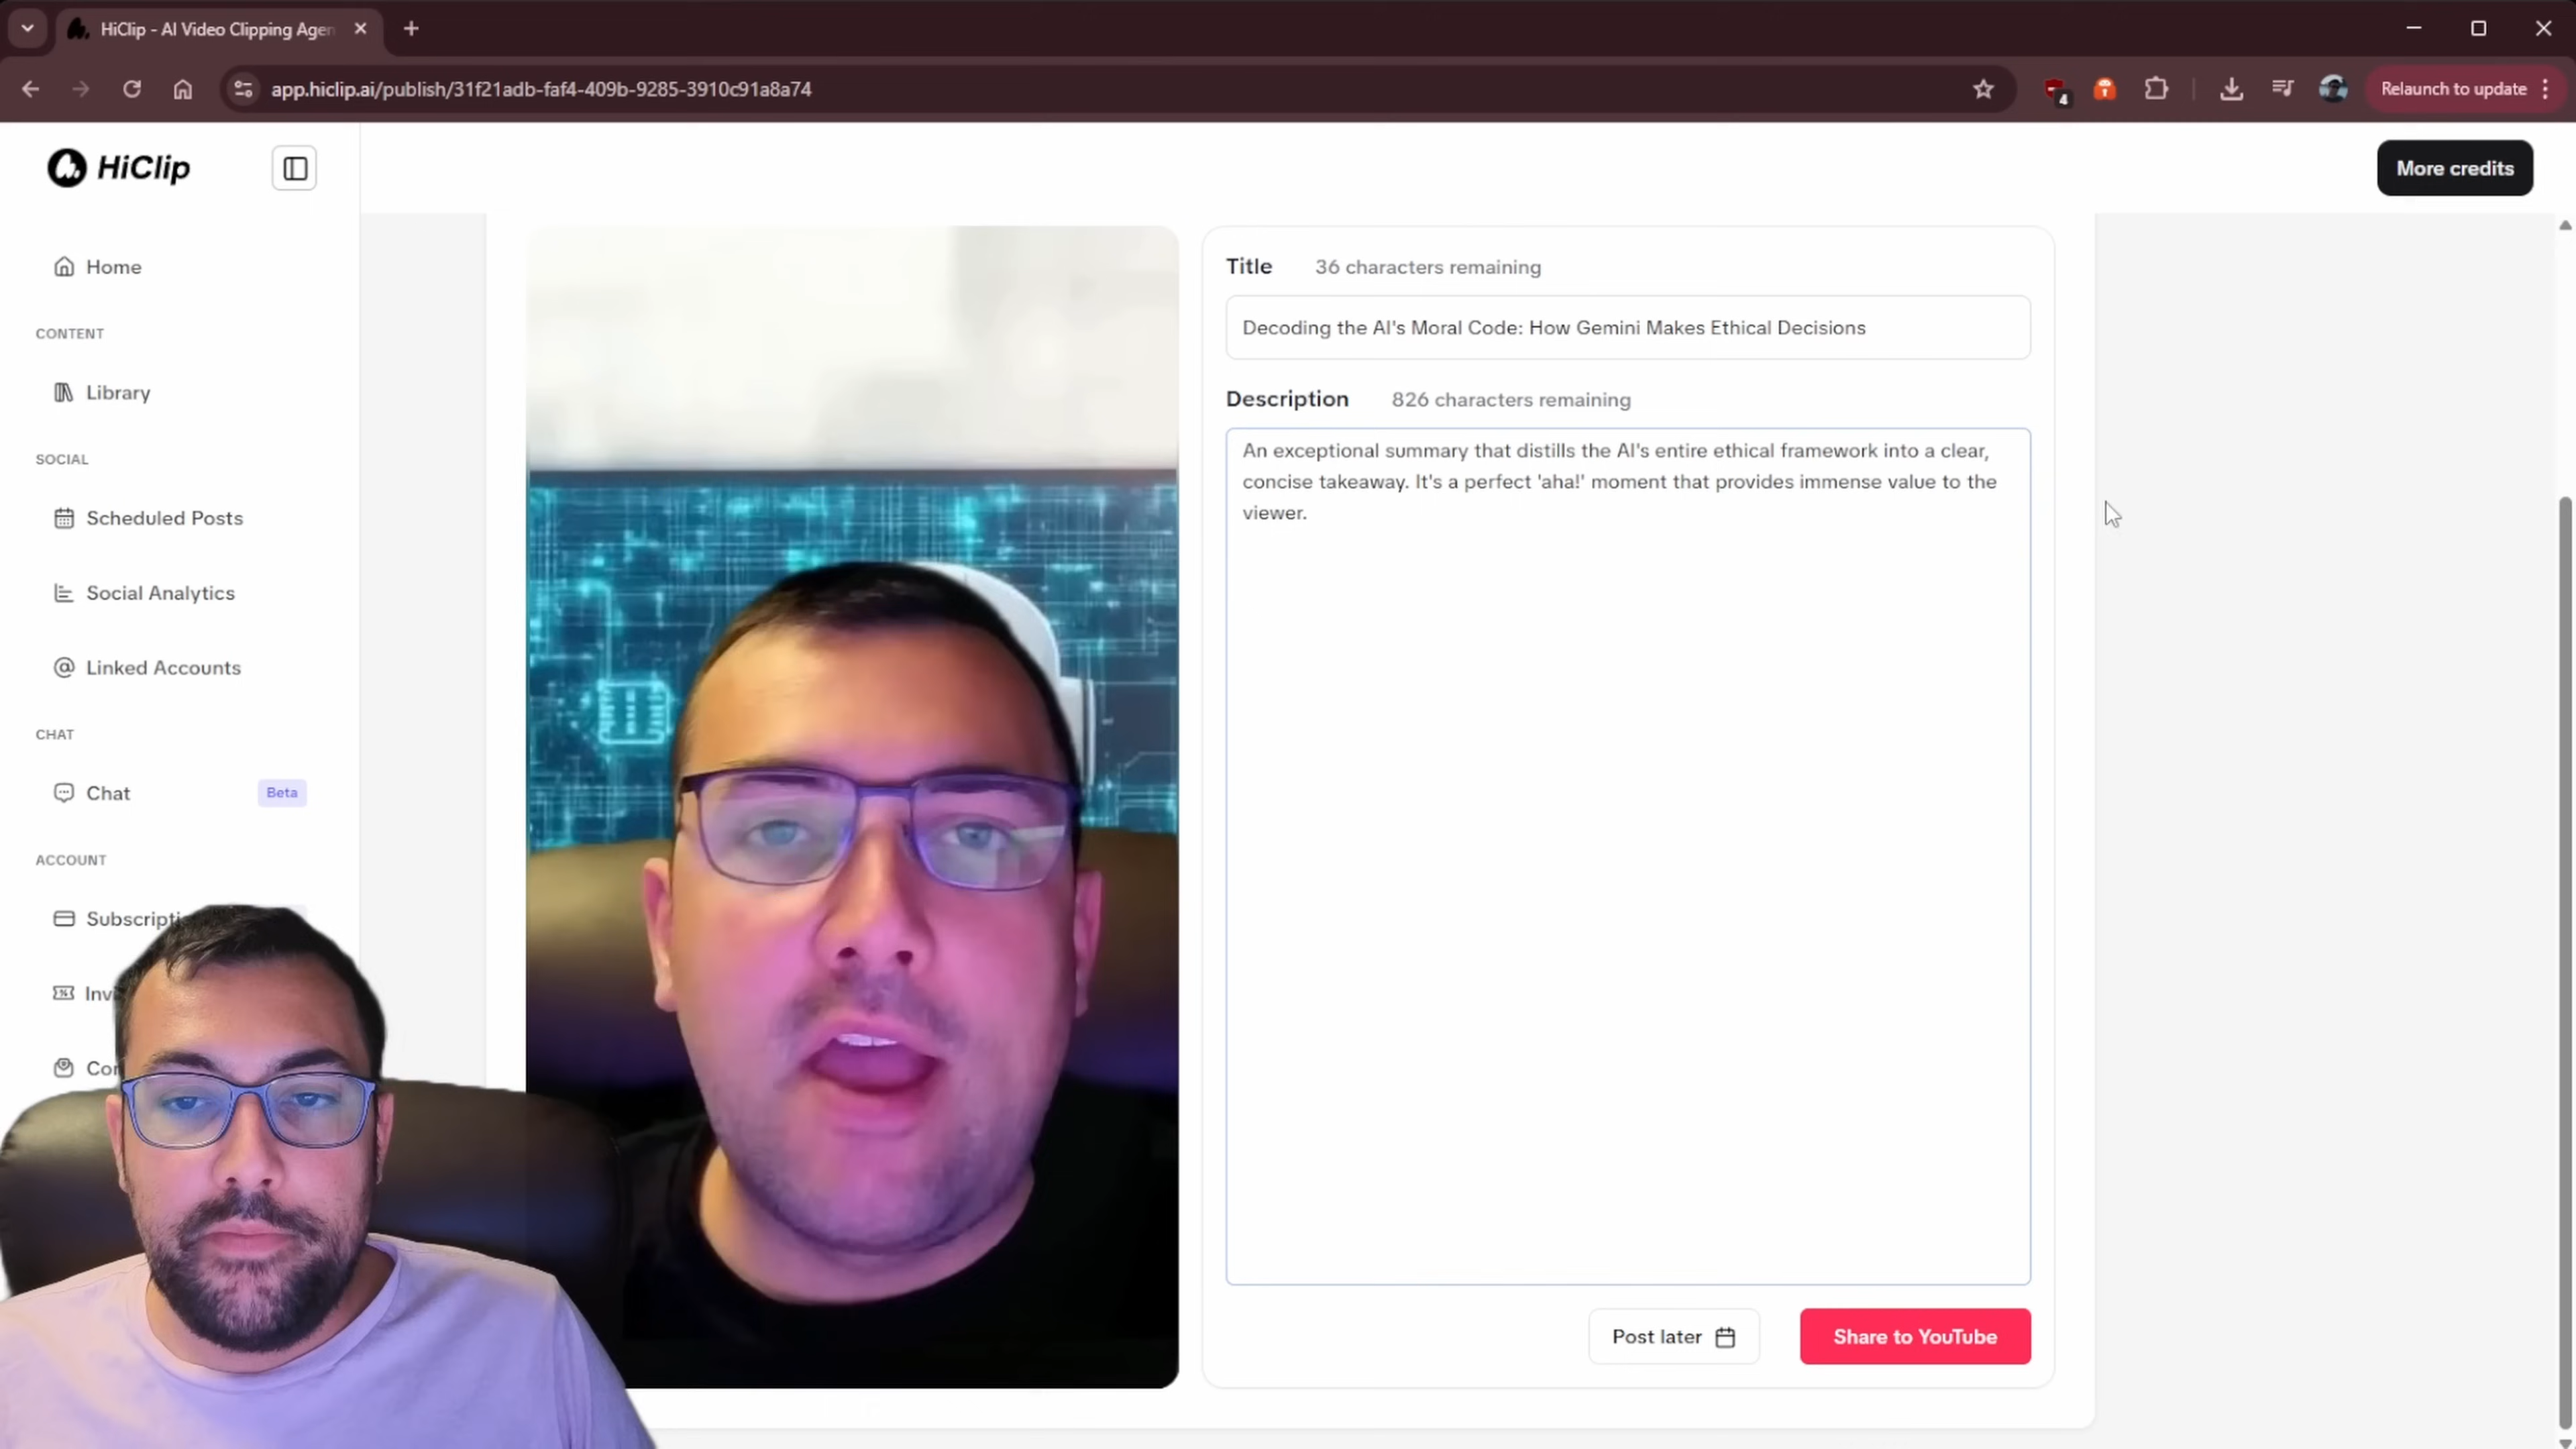 HiClip - AI Video Clipping Agen
app.hiclip.ai/publish/31f21adb-faf4-409b-9285-3910c91a8a74
4
Relaunch to update
HiClip
More credits
Home
CONTENT
Library
SOCIAL
Scheduled Posts
Social Analytics
Linked Accounts
CHAT
Chat
Beta
ACCOUNT
Subscripti
Inv
Con
Title
36 characters remaining
Decoding the AI's Moral Code: How Gemini Makes Ethical Decisions
Description
826 characters remaining
An exceptional summary that distills the AI's entire ethical framework into a clear,
concise takeaway. It's a perfect 'aha!' moment that provides immense value to the
viewer.
Post later
Share to YouTube